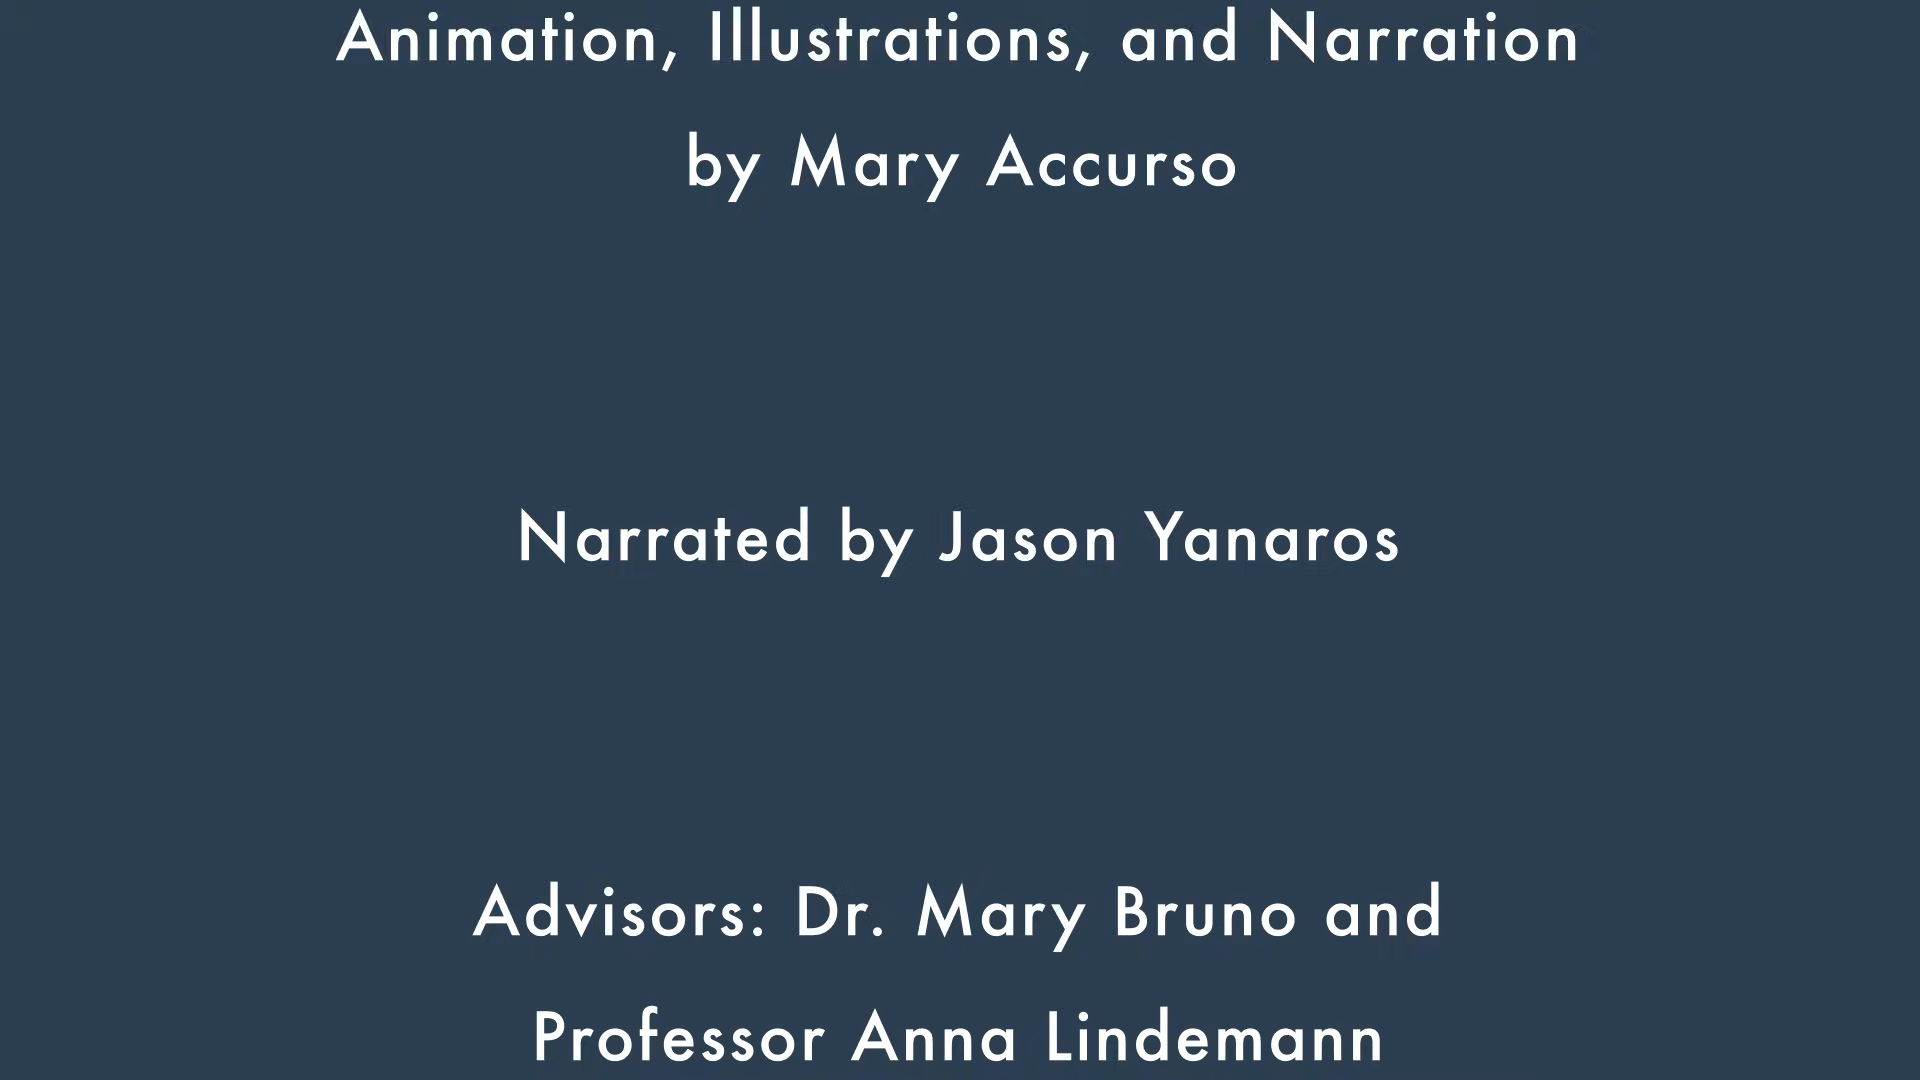 Animation, Illustrations, and Narration
by Mary Accurso
Narrated by Jason Yanaros
Advisors: Dr. Mary Bruno and
Professor Anna Lindemann